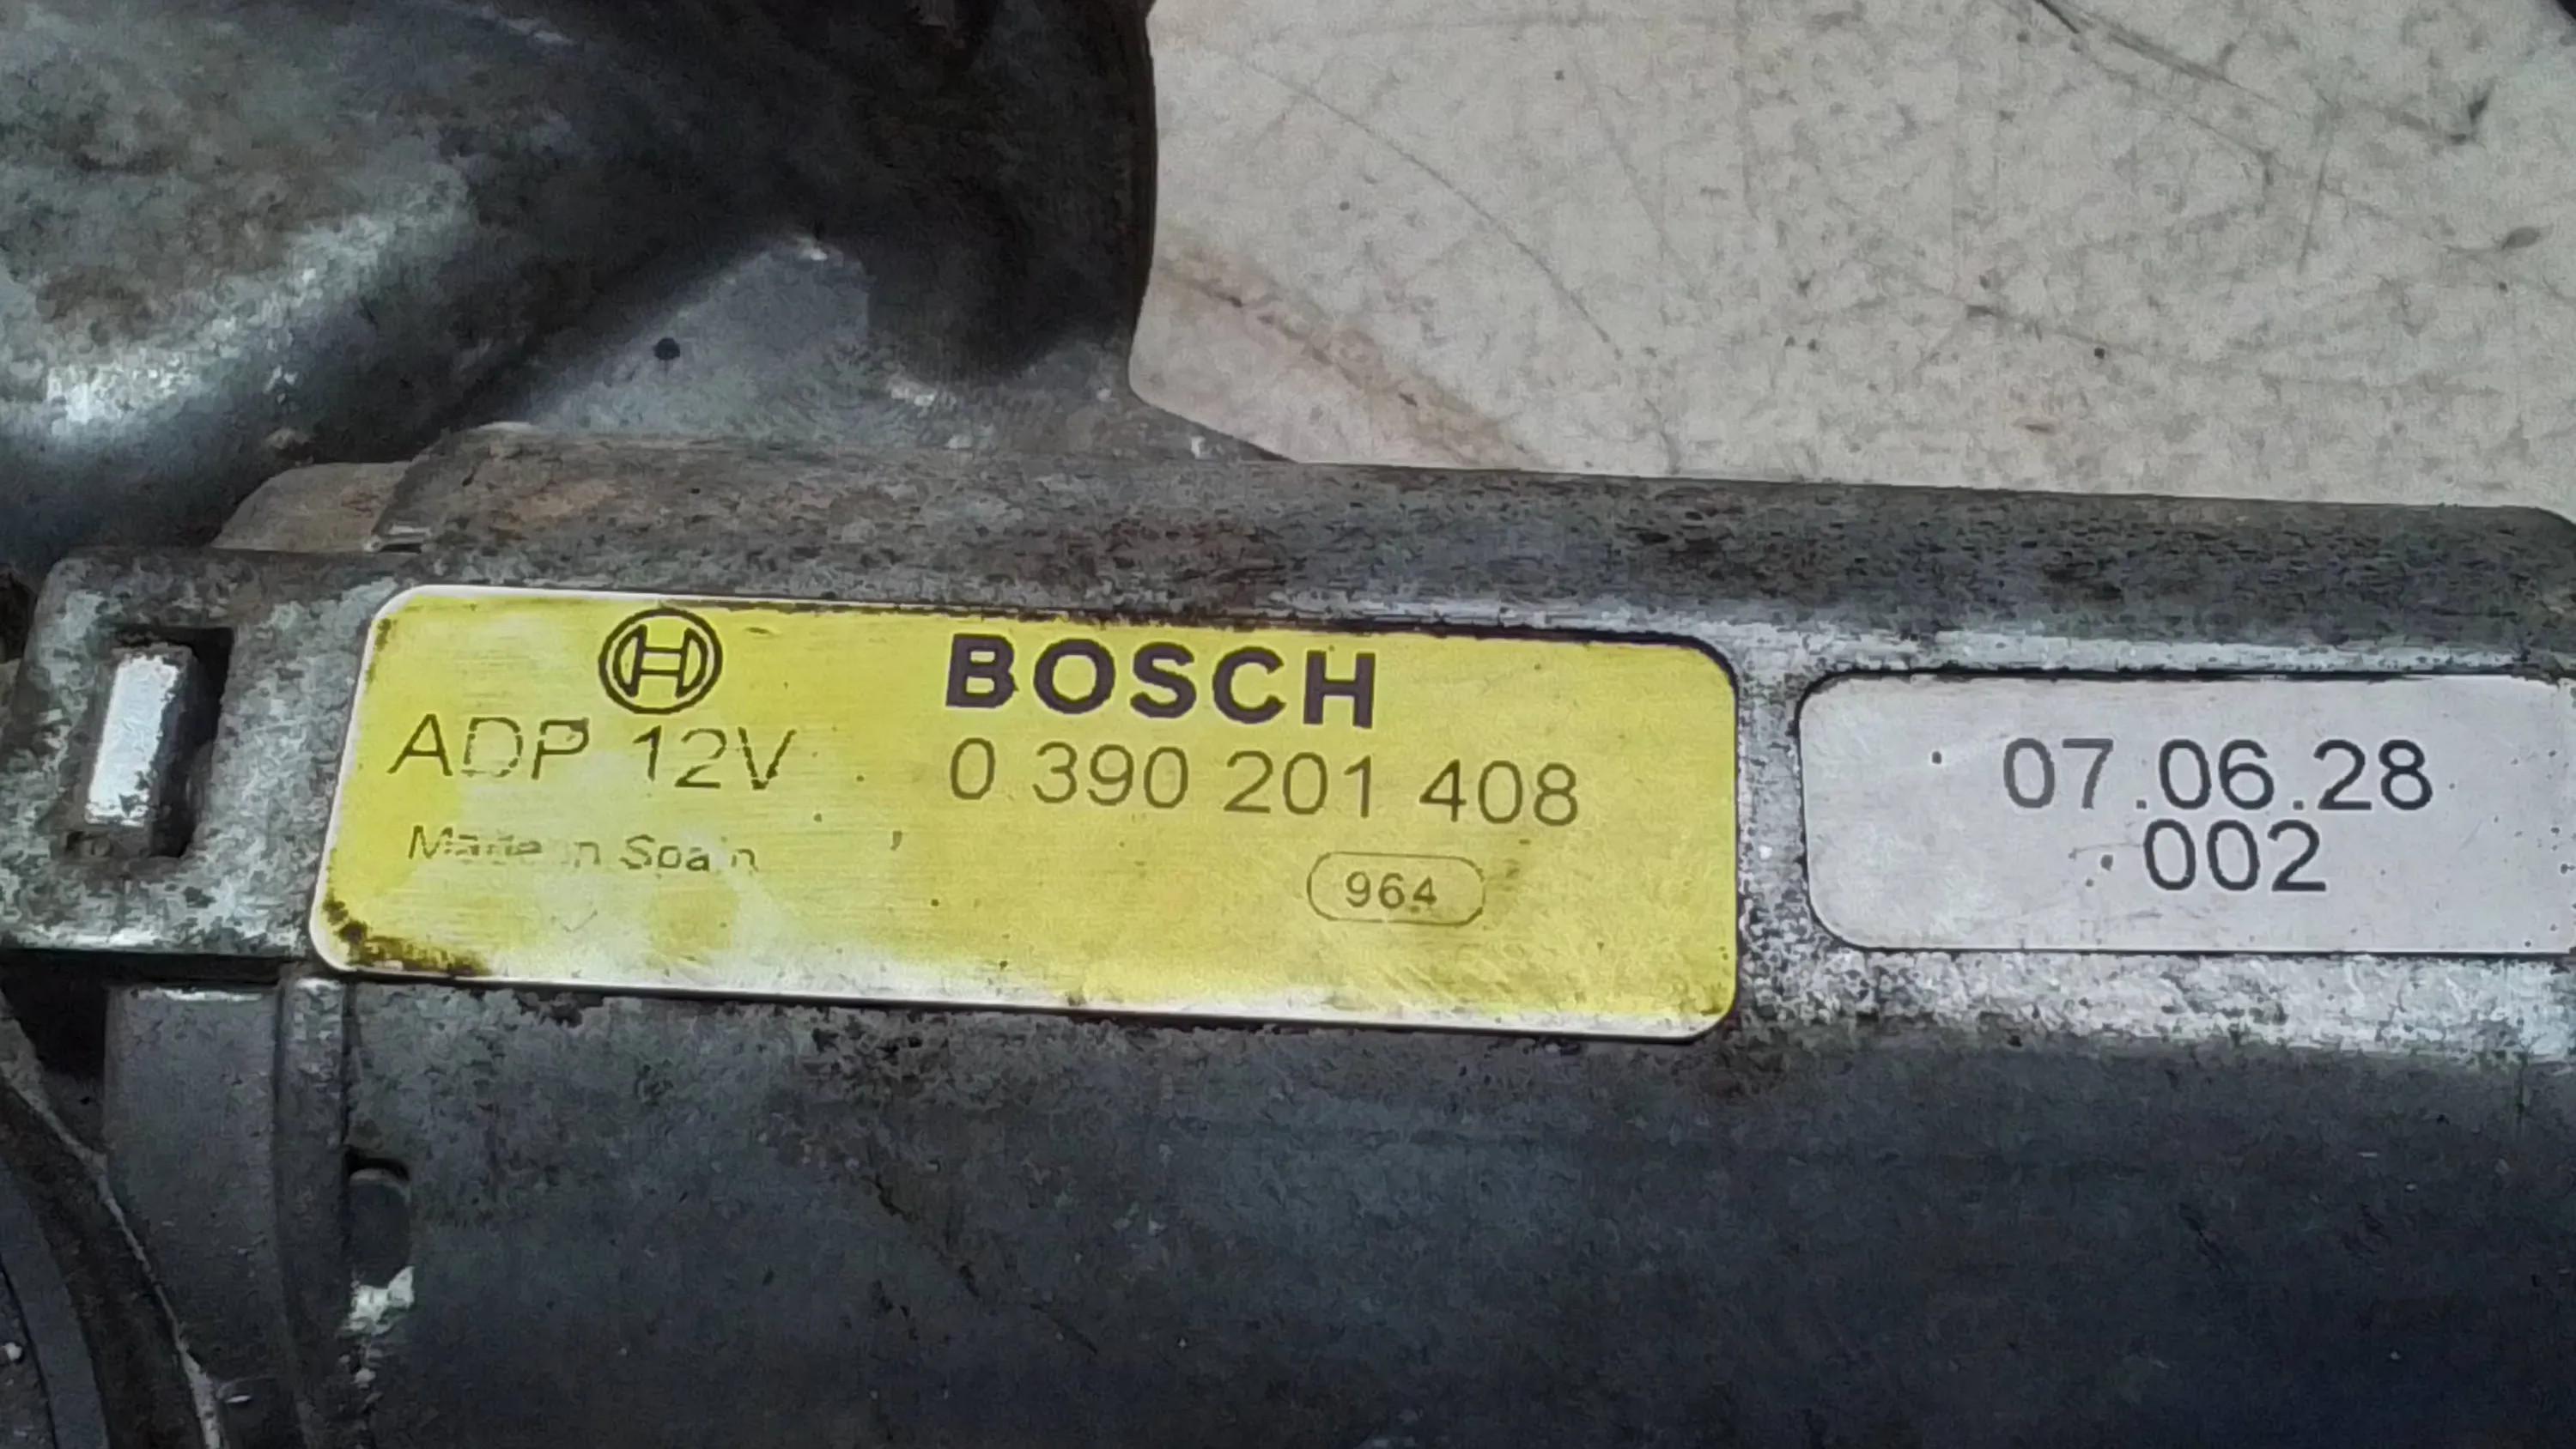 BOSCH
ADP 12V 0 390 201 408
Made in Spain
964
07.06.28
002